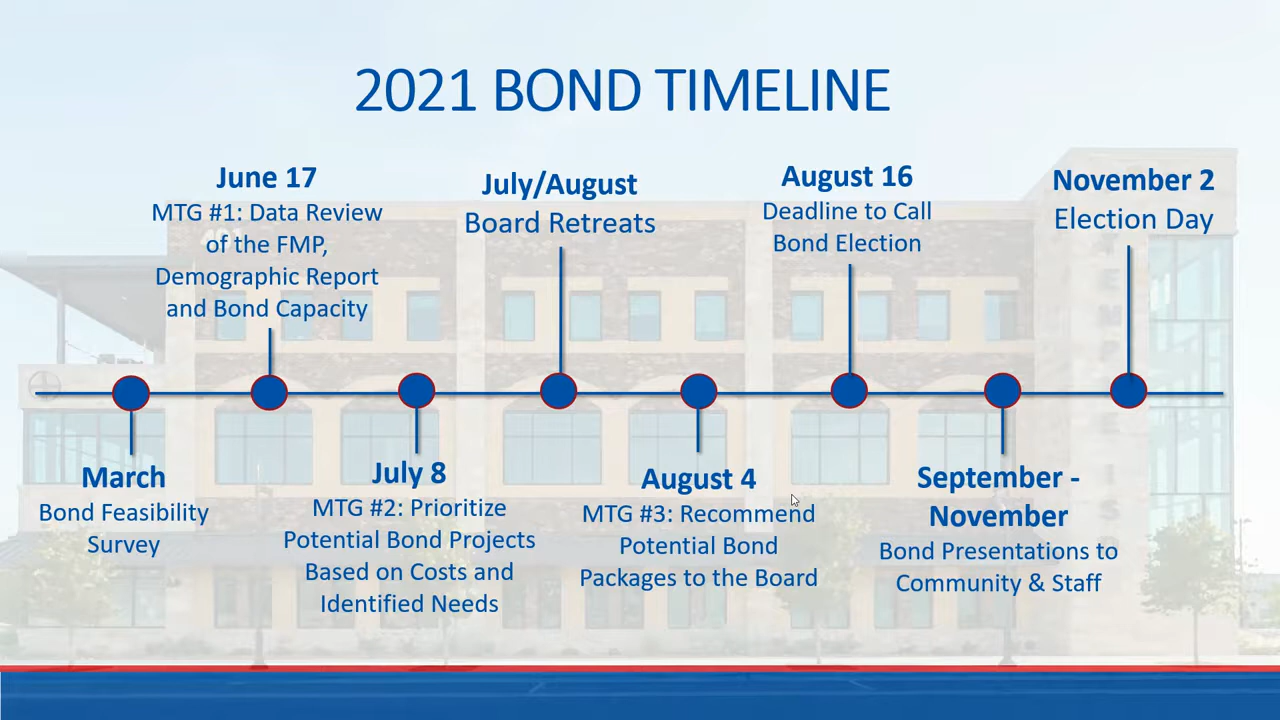 2021 BOND TIMELINE
June 17
MTG #1: Data Review
of the FMP,
Demographic Report
and Bond Capacity
July/August
Board Retreats
August 16
Deadline to Call
Bond Election
November 2
Election Day
March
Bond Feasibility
Survey
July 8
MTG #2: Prioritize
Potential Bond Projects
Based on Costs and
Identified Needs
August 4
MTG #3: Recommend
Potential Bond
Packages to the Board
September -
November
Bond Presentations to
Community & Staff